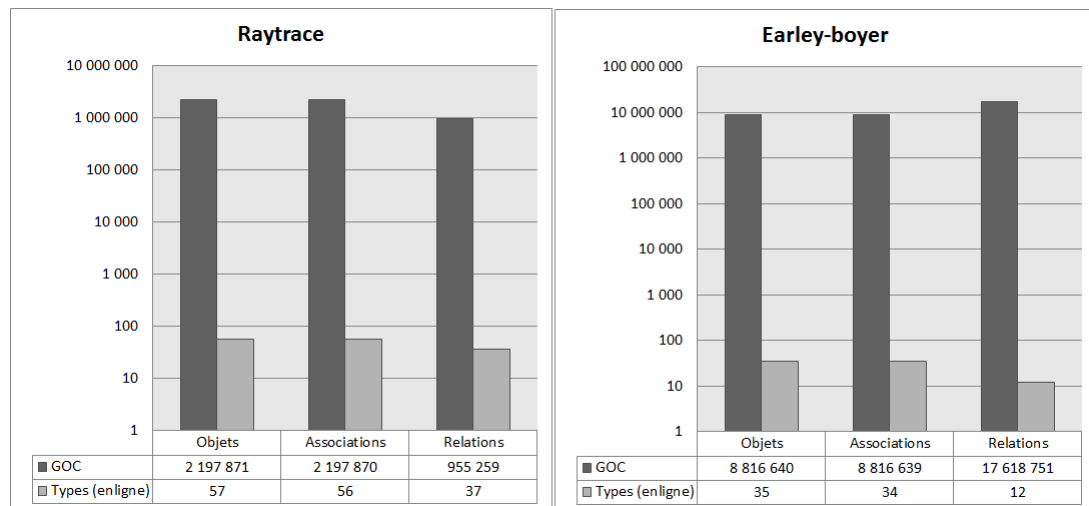 Raytrace
10 000 000
1 000 000
100 000
10 000
1 000
100
10
1
Objets Associations Relations
GOC 2 197 871 2 197 870 955 259
Types (enligne) 57 56 37
Earley-boyer
100 000 000
10 000 000
1 000 000
100 000
10 000
1 000
100
10
1
Objets Associations Relations
GOC 8 816 640 8 816 639 17 618 751
Types (enligne) 35 34 12